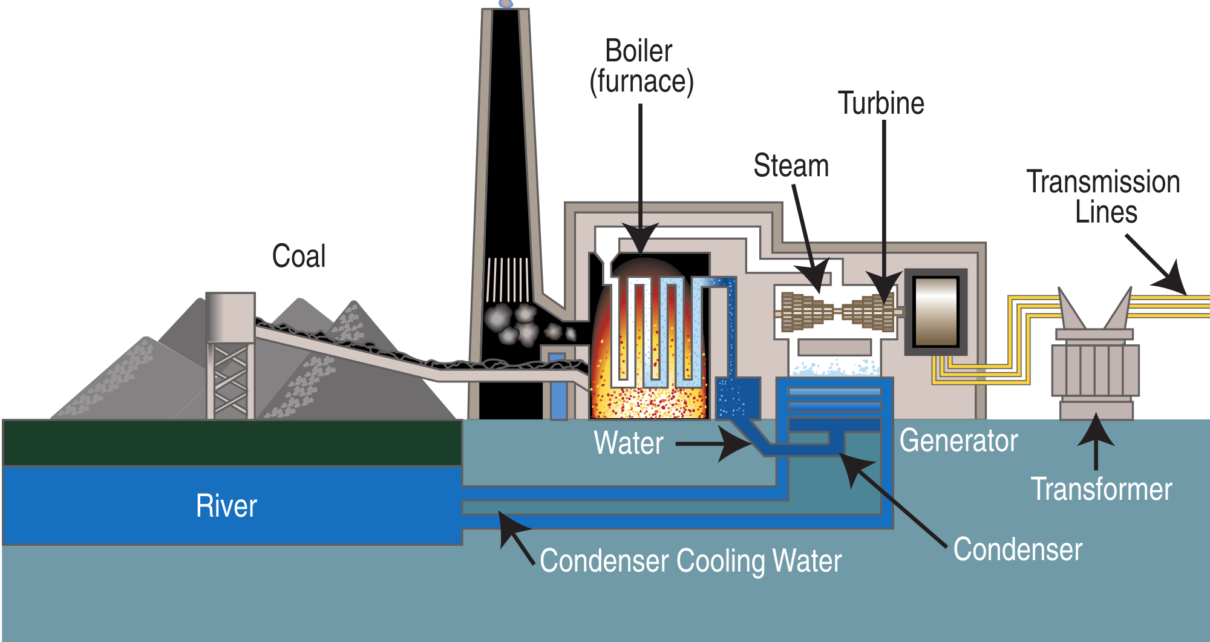 Boiler
(furnace)
Turbine
Steam
Transmission
Lines
Coal
Water
Generator
River
Transformer
Condenser Cooling Water
Condenser